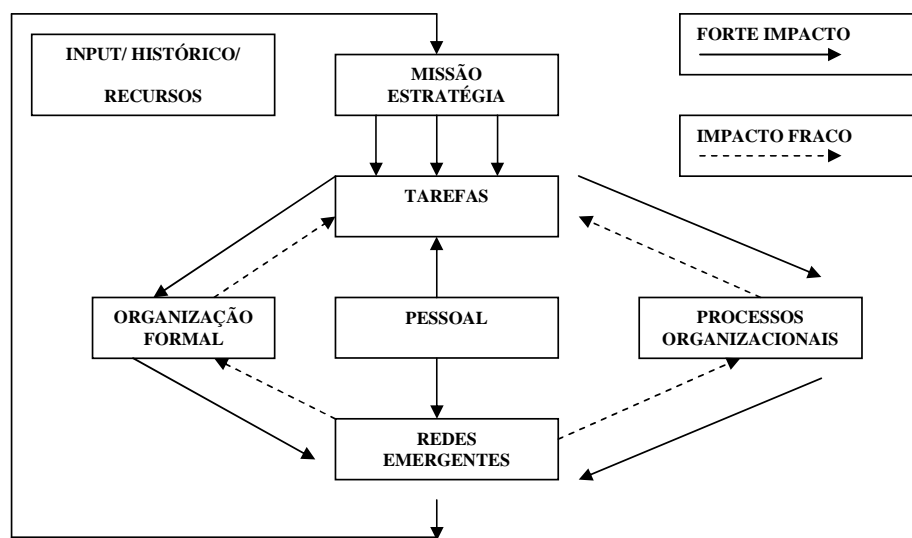 INPUT/ HISTÓRICO/
RECURSOS
MISSÃO
ESTRATÉGIA
FORTE IMPACTO
IMPACTO FRACO
TAREFAS
ORGANIZAÇÃO
FORMAL
PESSOAL
PROCESSOS
ORGANIZACIONAIS
REDES
EMERGENTES